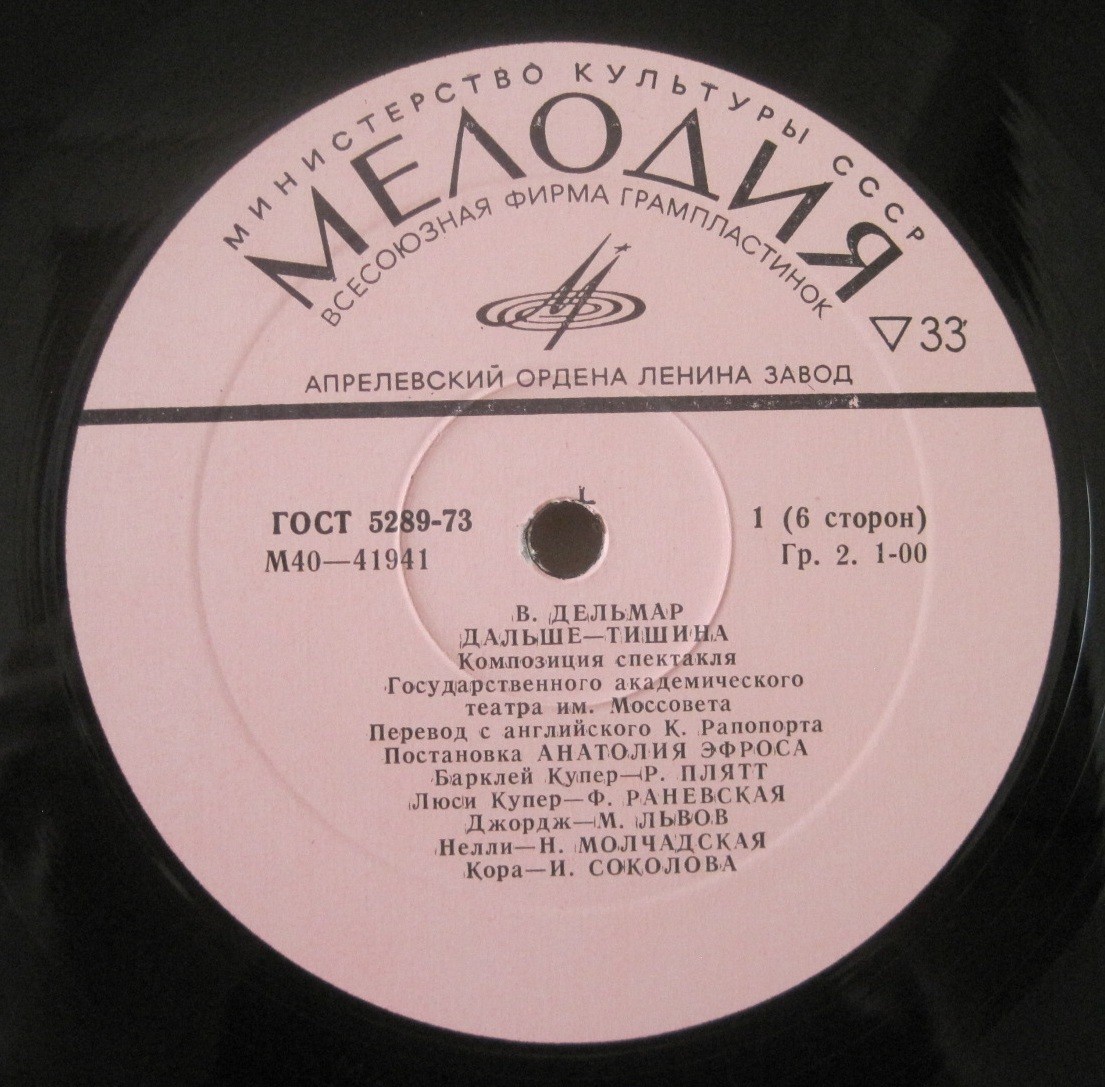 МИНИСТЕРСТВО КУЛЬТУРЫ СССР
МЕЛОДИЯ
ВСЕСОЮЗНАЯ ФИРМА ГРАМПЛАСТИНОК
33
АПРЕЛЕВСКИЙ ОРДЕНА ЛЕНИНА ЗАВОД
ГОСТ 5289-73
М40—41941
1 (6 сторон)
Гр. 2. 1-00
В. ДЕЛЬМАР
ДАЛЬШЕ—ТИШИНА
Композиция спектакля
Государственного академического
театра им. Моссовета
Перевод с английского К. Рапопорта
Постановка АНАТОЛИЯ ЭФРОСА
Барклей Купер—Р. ПЛЯТТ
Люси Купер—Ф. РАНЕВСКАЯ
Джордж—М. ЛЬВОВ
Нелли—Н. МОЛЧАДСКАЯ
Кора—И. СОКОЛОВА